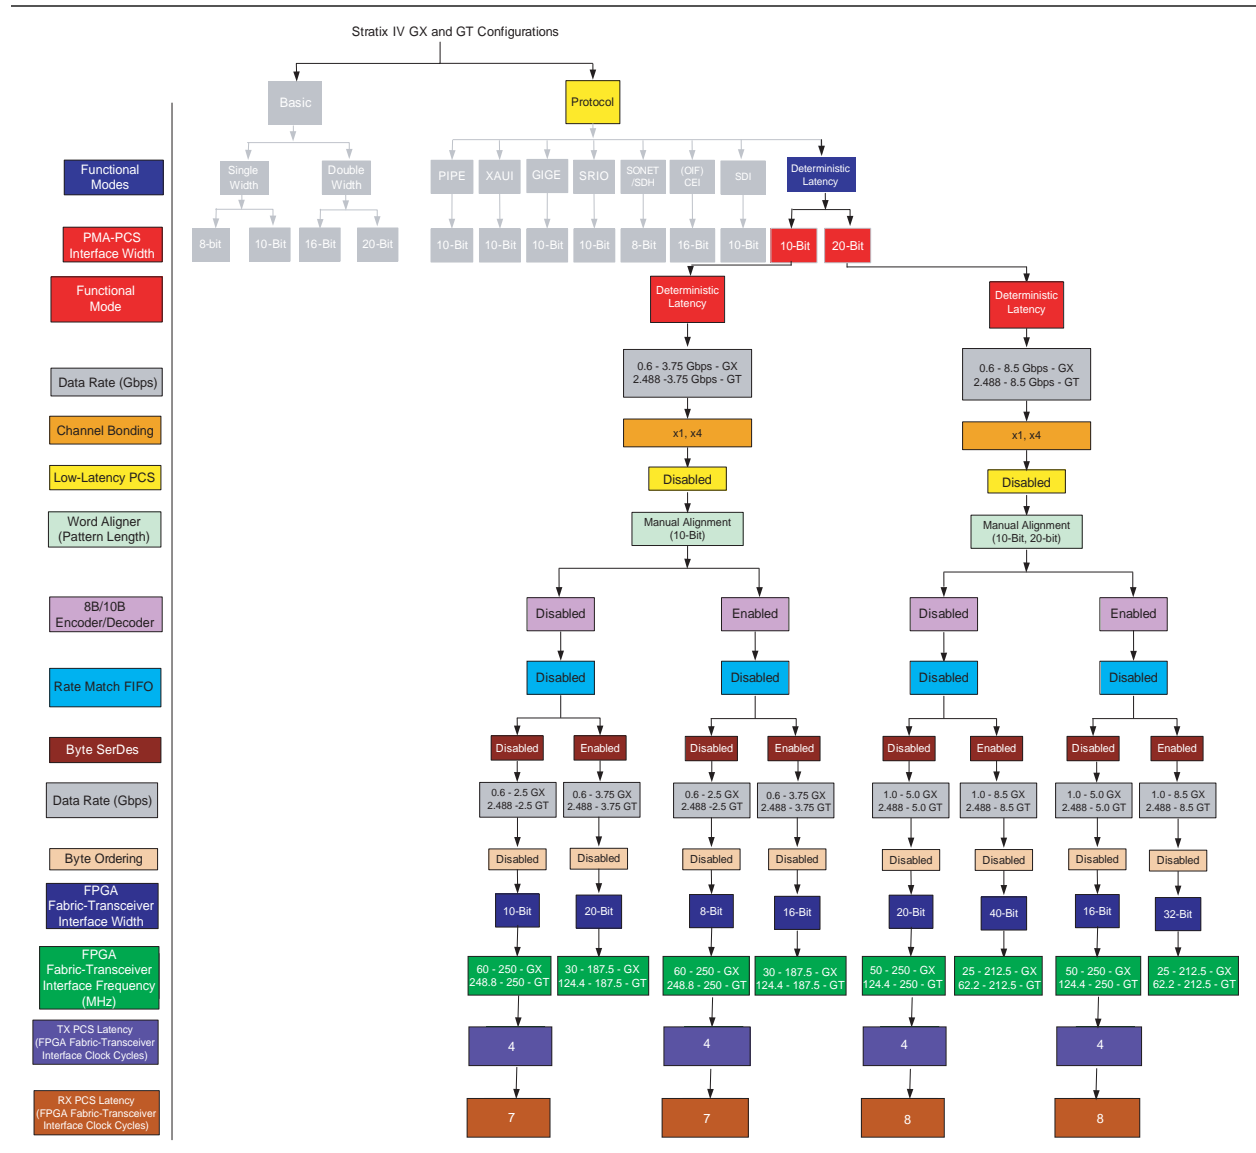 Stratix IV GX and GT Configurations
Basic
Protocol
Functional
Modes
Single
Width
Double
Width
PIPE
XAUI
GIGE
SRIO
SONET
/SDH
(OIF)
CEI
SDI
Deterministic
Latency
PMA-PCS
Interface Width
8-bit
10-Bit
16-Bit
20-Bit
10-Bit
10-Bit
10-Bit
10-Bit
8-Bit
16-Bit
10-Bit
10-Bit
20-Bit
Functional
Mode
Deterministic
Latency
Deterministic
Latency
Data Rate (Gbps)
0.6 - 3.75 Gbps - GX
2.488 -3.75 Gbps - GT
0.6 - 8.5 Gbps - GX
2.488 - 8.5 Gbps - GT
Channel Bonding
x1, x4
x1, x4
Low-Latency PCS
Disabled
Disabled
Word Aligner
(Pattern Length)
Manual Alignment
(10-Bit)
Manual Alignment
(10-Bit, 20-bit)
8B/10B
Encoder/Decoder
Disabled
Enabled
Disabled
Enabled
Rate Match FIFO
Disabled
Disabled
Disabled
Disabled
Byte SerDes
Disabled
Enabled
Disabled
Enabled
Disabled
Enabled
Disabled
Enabled
Data Rate (Gbps)
0.6 - 2.5 GX
2.488 -2.5 GT
0.6 - 3.75 GX
2.488 - 3.75 GT
0.6 - 2.5 GX
2.488 -2.5 GT
0.6 - 3.75 GX
2.488 - 3.75 GT
1.0 - 5.0 GX
2.488 - 5.0 GT
1.0 - 8.5 GX
2.488 - 8.5 GT
1.0 - 5.0 GX
2.488 - 5.0 GT
1.0 - 8.5 GX
2.488 - 8.5 GT
Byte Ordering
Disabled
Disabled
Disabled
Disabled
Disabled
Disabled
Disabled
Disabled
FPGA
Fabric-Transceiver
Interface Width
10-Bit
20-Bit
8-Bit
16-Bit
20-Bit
40-Bit
16-Bit
32-Bit
FPGA
Fabric-Transceiver
Interface Frequency
(MHz)
60 - 250 - GX
248.8 - 250 - GT
30 - 187.5 - GX
124.4 - 187.5 - GT
60 - 250 - GX
248.8 - 250 - GT
30 - 187.5 - GX
124.4 - 187.5 - GT
50 - 250 - GX
124.4 - 250 - GT
25 - 212.5 - GX
62.2 - 212.5 - GT
50 - 250 - GX
124.4 - 250 - GT
25 - 212.5 - GX
62.2 - 212.5 - GT
TX PCS Latency
(FPGA Fabric-Transceiver
Interface Clock Cycles)
4
4
4
4
RX PCS Latency
(FPGA Fabric-Transceiver
Interface Clock Cycles)
7
7
8
8